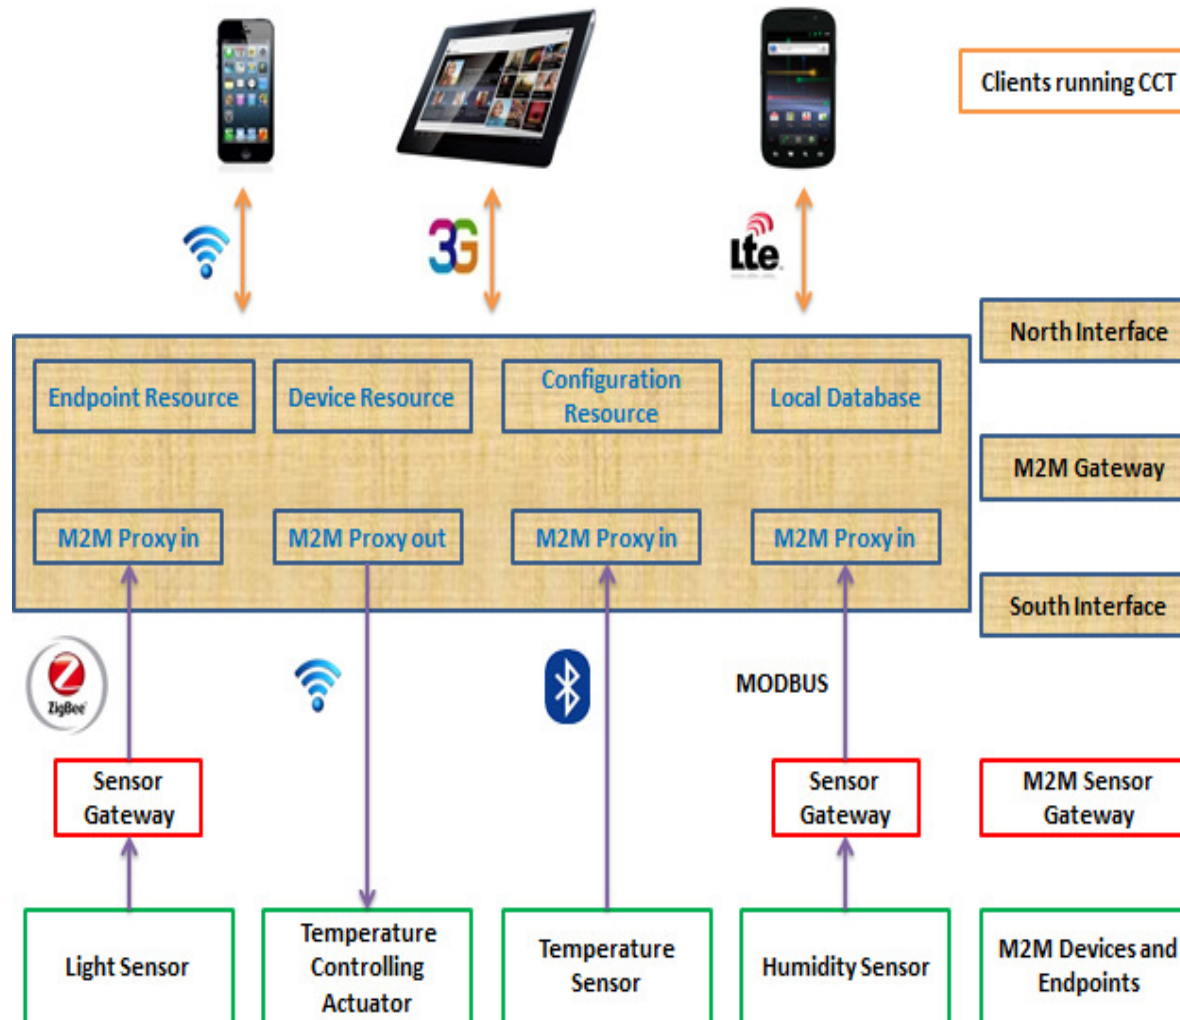 Clients running CCT
3G
lte
North Interface
Endpoint Resource
Device Resource
Configuration
Resource
Local Database
M2M Gateway
M2M Proxy in
M2M Proxy out
M2M Proxy in
M2M Proxy in
South Interface
ZigBee
MODBUS
Sensor
Gateway
Sensor
Gateway
M2M Sensor
Gateway
Light Sensor
Temperature
Controlling
Actuator
Temperature
Sensor
Humidity Sensor
M2M Devices and
Endpoints